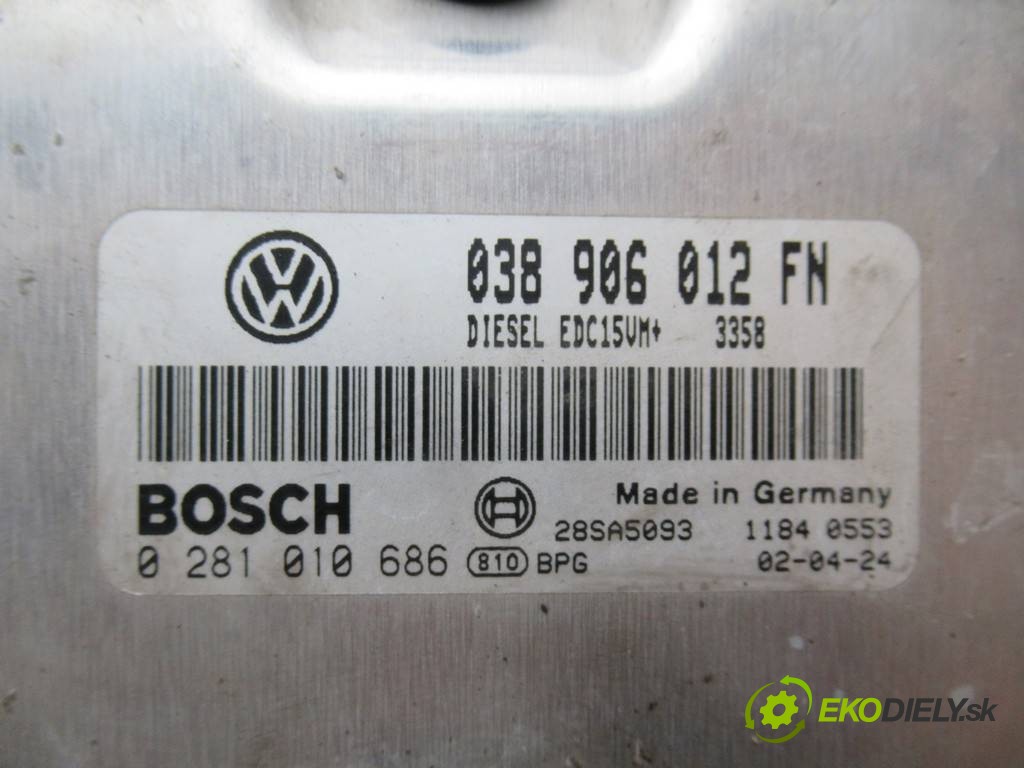 038 906 012 FN
DIESEL EDC15VM+ 3358
BOSCH
Made in Germany
28SA5093 1184 0553
0 281 010 686 810 BPG 02-04-24
EKODIELY.sk